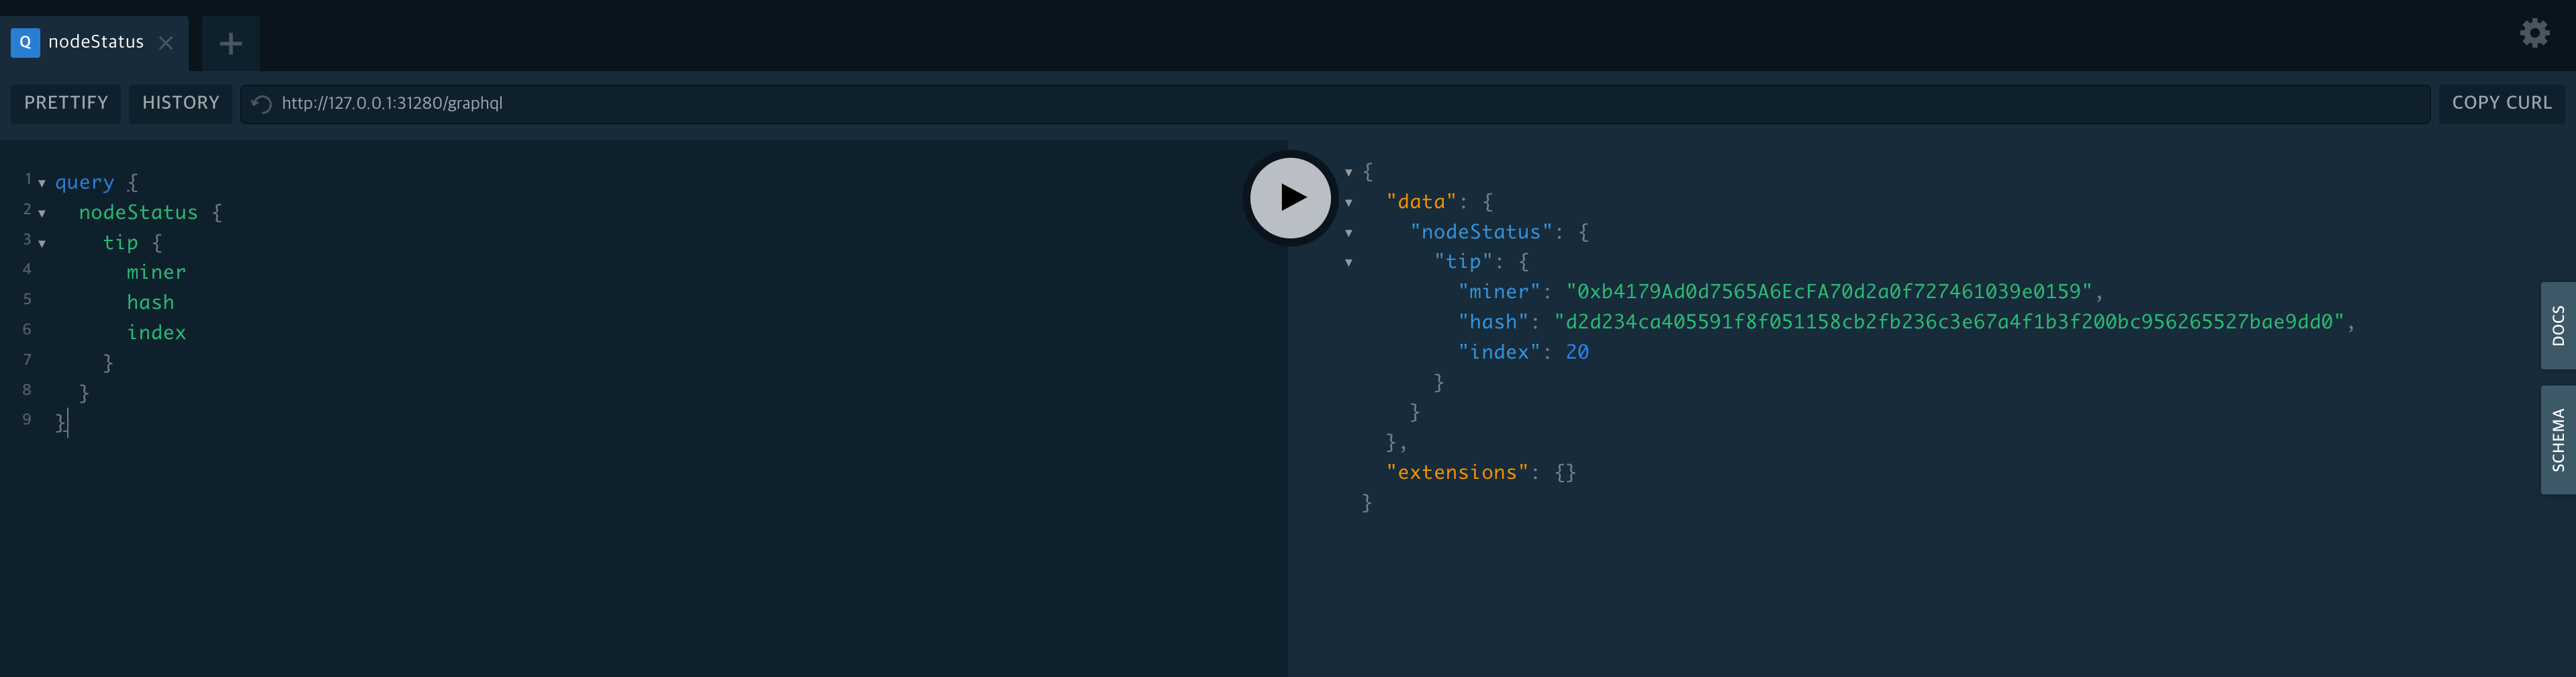 Q nodeStatus
PRETTIFY HISTORY http://127.0.0.1:31280/graphql COPY CURL
1 query {
2 nodeStatus {
3 tip {
4 miner
5 hash
6 index
7 }
8 }
9 }
{
"data": {
"nodeStatus": {
"tip": {
"miner": "0xb4179Ad0d7565A6EcFA70d2a0f727461039e0159",
"hash": "d2d234ca405591f8f051158cb2fb236c3e67a4f1b3f200bc956265527bae9dd0",
"index": 20
}
}
},
"extensions": {}
}
DOCS
SCHEMA